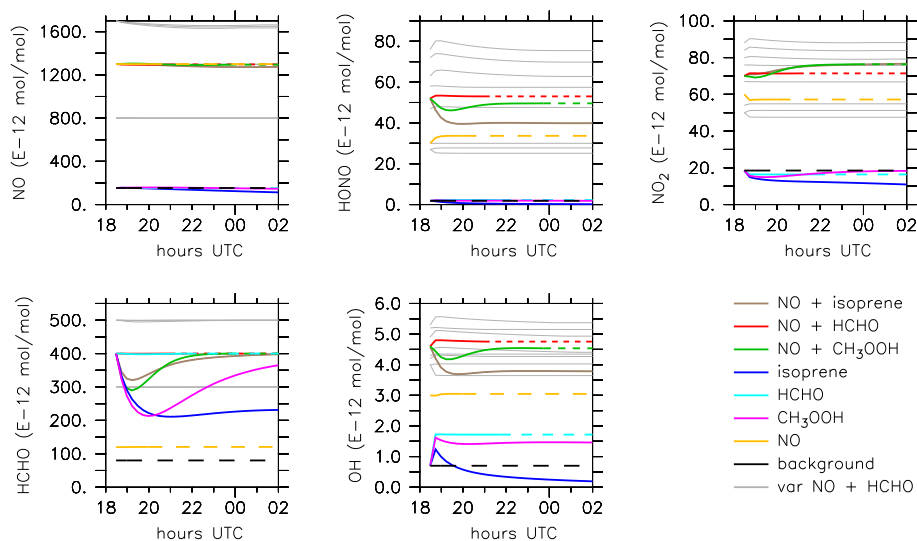 1600.
1200.
800.
400.
0.
NO (E−12 mol/mol)
18 20 22 00 02
hours UTC
80.
60.
40.
20.
0.
HONO (E−12 mol/mol)
18 20 22 00 02
hours UTC
100.
80.
60.
40.
20.
0.
NO2 (E−12 mol/mol)
18 20 22 00 02
hours UTC
500.
400.
300.
200.
100.
0.
HCHO (E−12 mol/mol)
18 20 22 00 02
hours UTC
6.0
5.0
4.0
3.0
2.0
1.0
0.0
OH (E−12 mol/mol)
18 20 22 00 02
hours UTC
NO + isoprene
NO + HCHO
NO + CH3OOH
isoprene
HCHO
CH3OOH
NO
background
var NO + HCHO